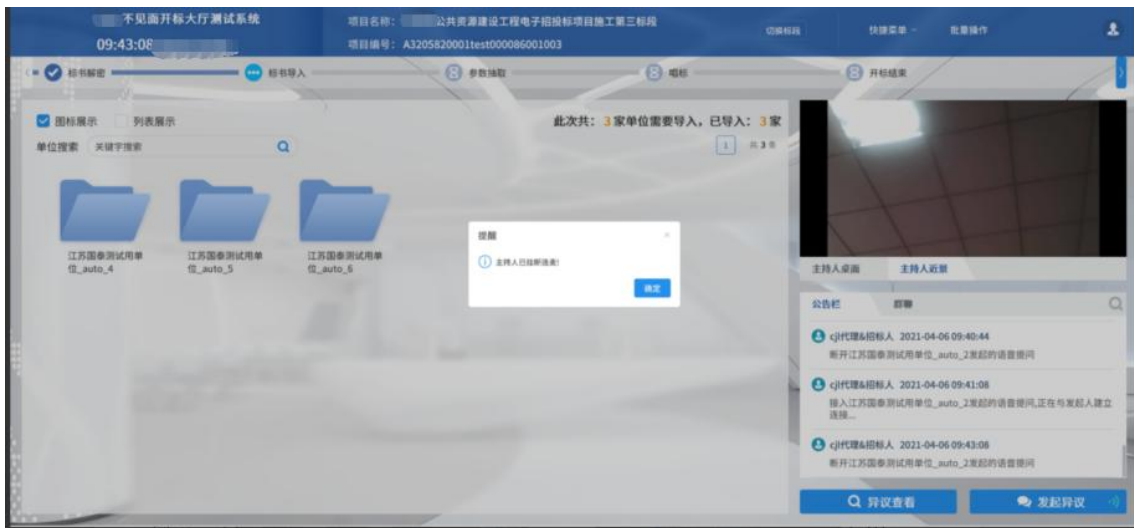 不见面开标大厅测试系统
09:43:08
项目名称： 公共资源建设工程电子招投标项目施工第三标段
项目编号： A3205820001test000086001003
切换标段
快捷菜单
批量操作
标书解密
标书导入
参数抽取
唱标
开标结束
图标展示 列表展示
此次共： 3 家单位需要导入，已导入： 3 家
单位搜索 关键字搜索
1 共 3 条
江苏国泰测试用单
位_auto_4
江苏国泰测试用单
位_auto_5
江苏国泰测试用单
位_auto_6
提醒
主持人已挂断连麦!
确定
主持人桌面 主持人近景
公告栏 群聊
cjl代理&招标人 2021-04-06 09:40:44
断开江苏国泰测试用单位_auto_2发起的语音提问
cjl代理&招标人 2021-04-06 09:41:08
接入江苏国泰测试用单位_auto_2发起的语音提问,正在与发起人建立
连接...
cjl代理&招标人 2021-04-06 09:43:08
断开江苏国泰测试用单位_auto_2发起的语音提问
异议查看
发起异议